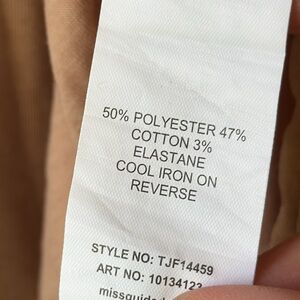 50% POLYESTER 47%
COTTON 3%
ELASTANE
COOL IRON ON
REVERSE
STYLE NO: TJF14459
ART NO: 10134123